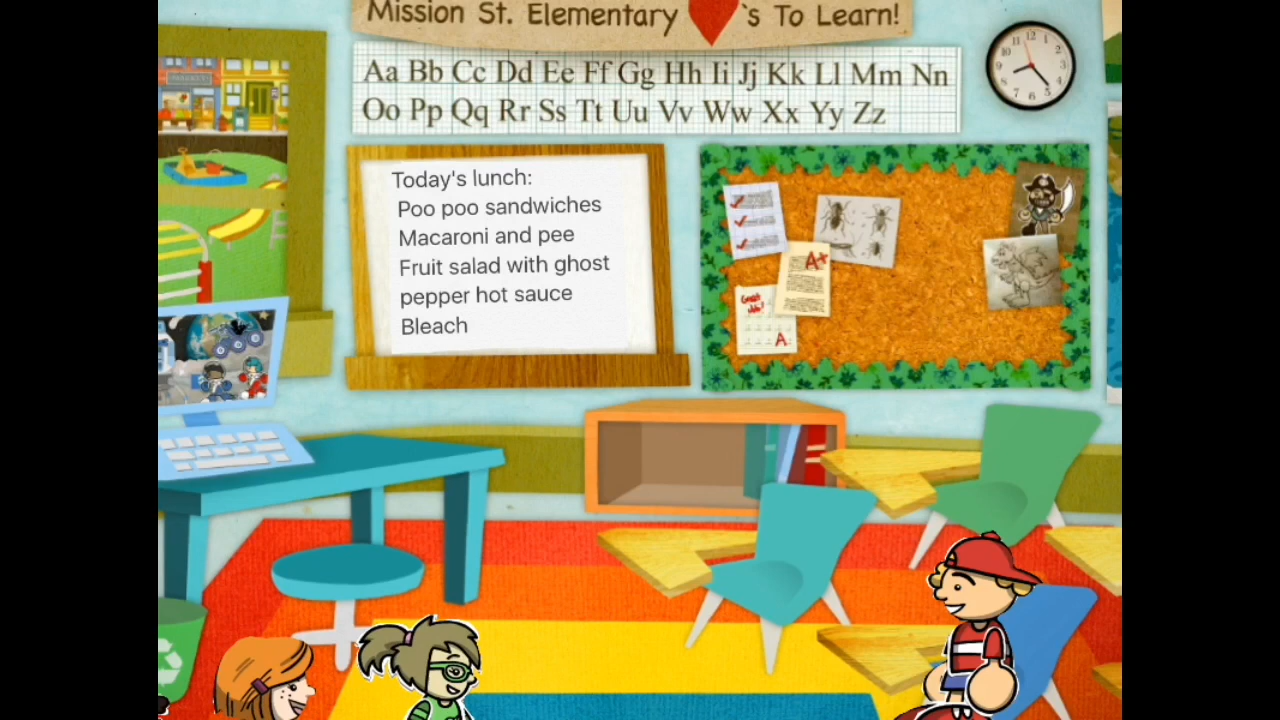 Mission St. Elementary 's To Learn!
Aa Bb Cc Dd Ee Ff Gg Hh Ii Jj Kk Ll Mm Nn
Oo Pp Qq Rr Ss Tt Uu Vv Ww Xx Yy Zz
Today's lunch:
Poo poo sandwiches
Macaroni and pee
Fruit salad with ghost
pepper hot sauce
Bleach
A+
A